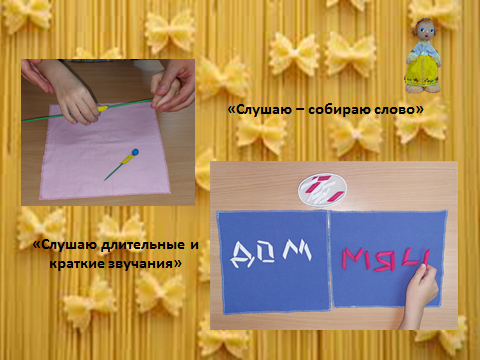 «Слушаю – собираю слово»
«Слушаю длительные и
краткие звучания»
ДОМ
МЯЧ